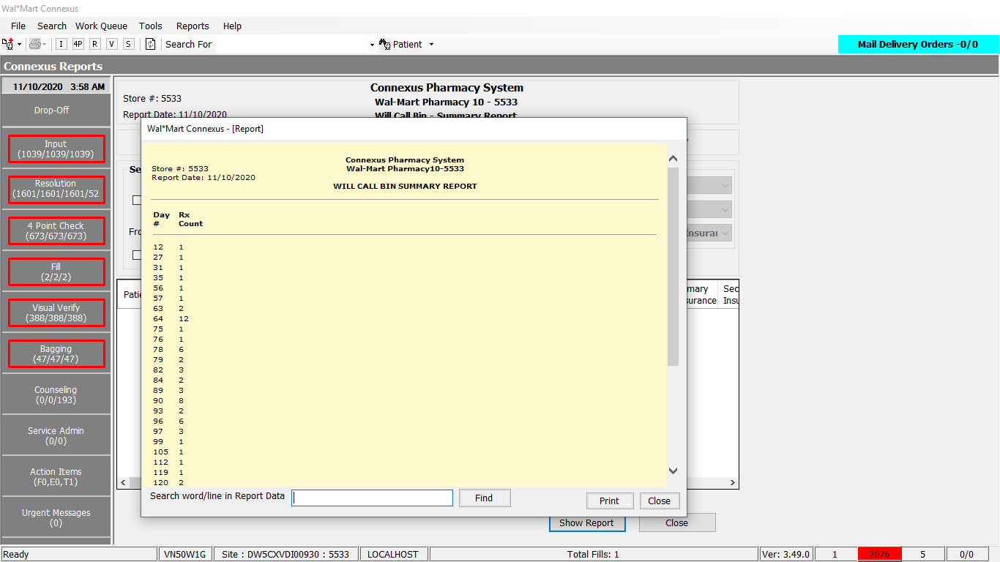 Wal*Mart Connexus
File Search Work Queue Tools Reports Help
I 4P R V S Search For Patient Mail Delivery Orders -0/0
Connexus Reports
11/10/2020 3:58 AM
Drop-Off
Input
(1039/1039/1039)
Resolution
(1601/1601/1601/52
4 Point Check
(673/673/673)
Fill
(2/2/2)
Visual Verify
(388/388/388)
Bagging
(47/47/47)
Counseling
(0/0/193)
Service Admin
(0/0)
Action Items
(F0,E0,T1)
Urgent Messages
(0)
Connexus Pharmacy System
Store #: 5533
Wal-Mart Pharmacy 10 - 5533
Report Date: 11/10/2020
Will Call Bin - Summary Report
Se
Fro
Insurar
Patie
mary
surance
Sec
Insu
Wal*Mart Connexus - [Report]
Connexus Pharmacy System
Store #: 5533 Wal-Mart Pharmacy10-5533
Report Date: 11/10/2020
WILL CALL BIN SUMMARY REPORT
Day Rx
# Count
12 1
27 1
31 1
35 1
56 1
57 1
63 2
64 12
75 1
76 1
78 6
79 2
82 3
84 2
89 3
90 8
93 2
96 6
97 3
99 1
105 1
112 1
119 1
120 2
Search word/line in Report Data Find Print Close
Show Report Close
Ready VN50W1G Site : DW5CXVDI00930 : 5533 LOCALHOST Total Fills: 1 Ver: 3.49.0 1 2076 5 0/0